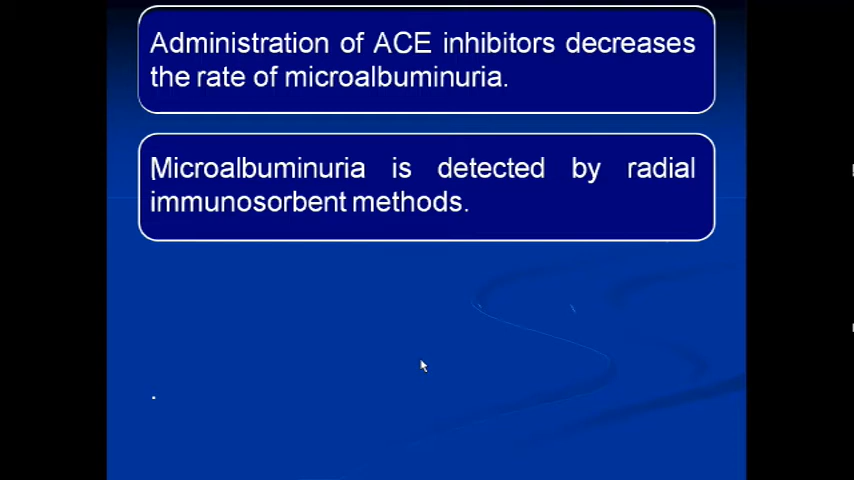 Administration of ACE inhibitors decreases
the rate of microalbuminuria.
Microalbuminuria is detected by radial
immunosorbent methods.
.